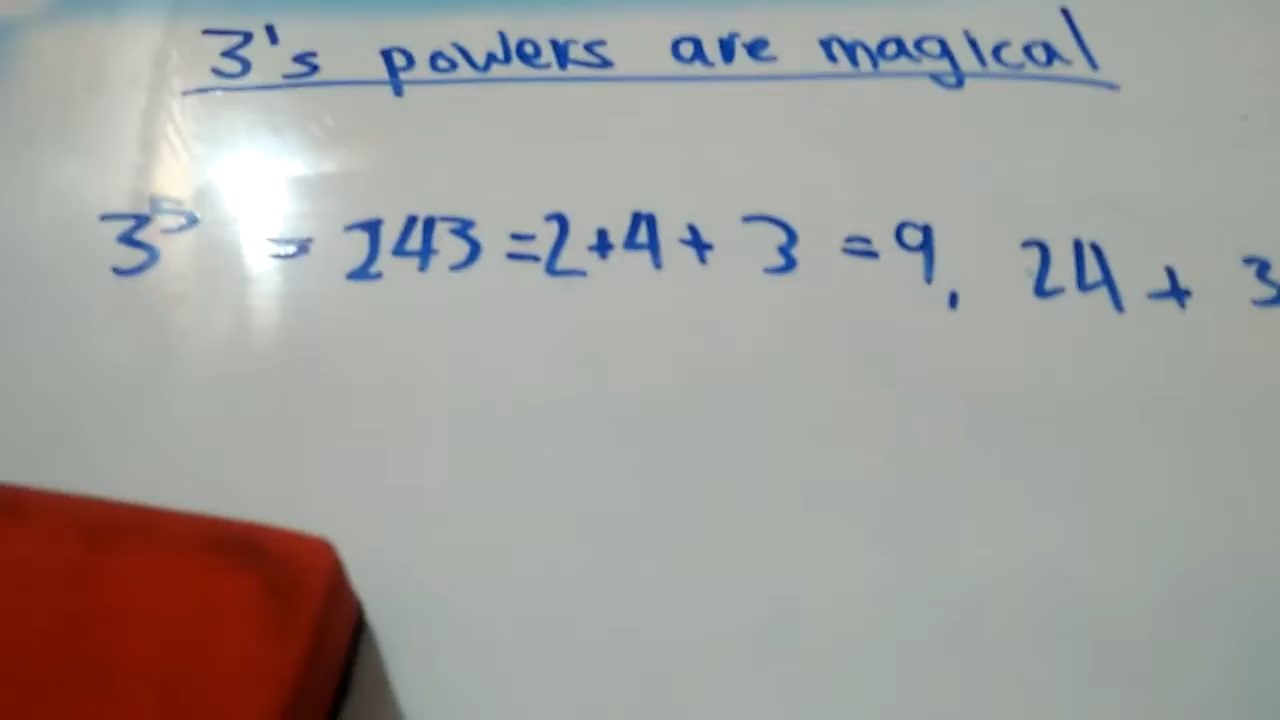 3's powers are magical
3⁵ = 243 =2+4+ 3 = 9, 24 + 3